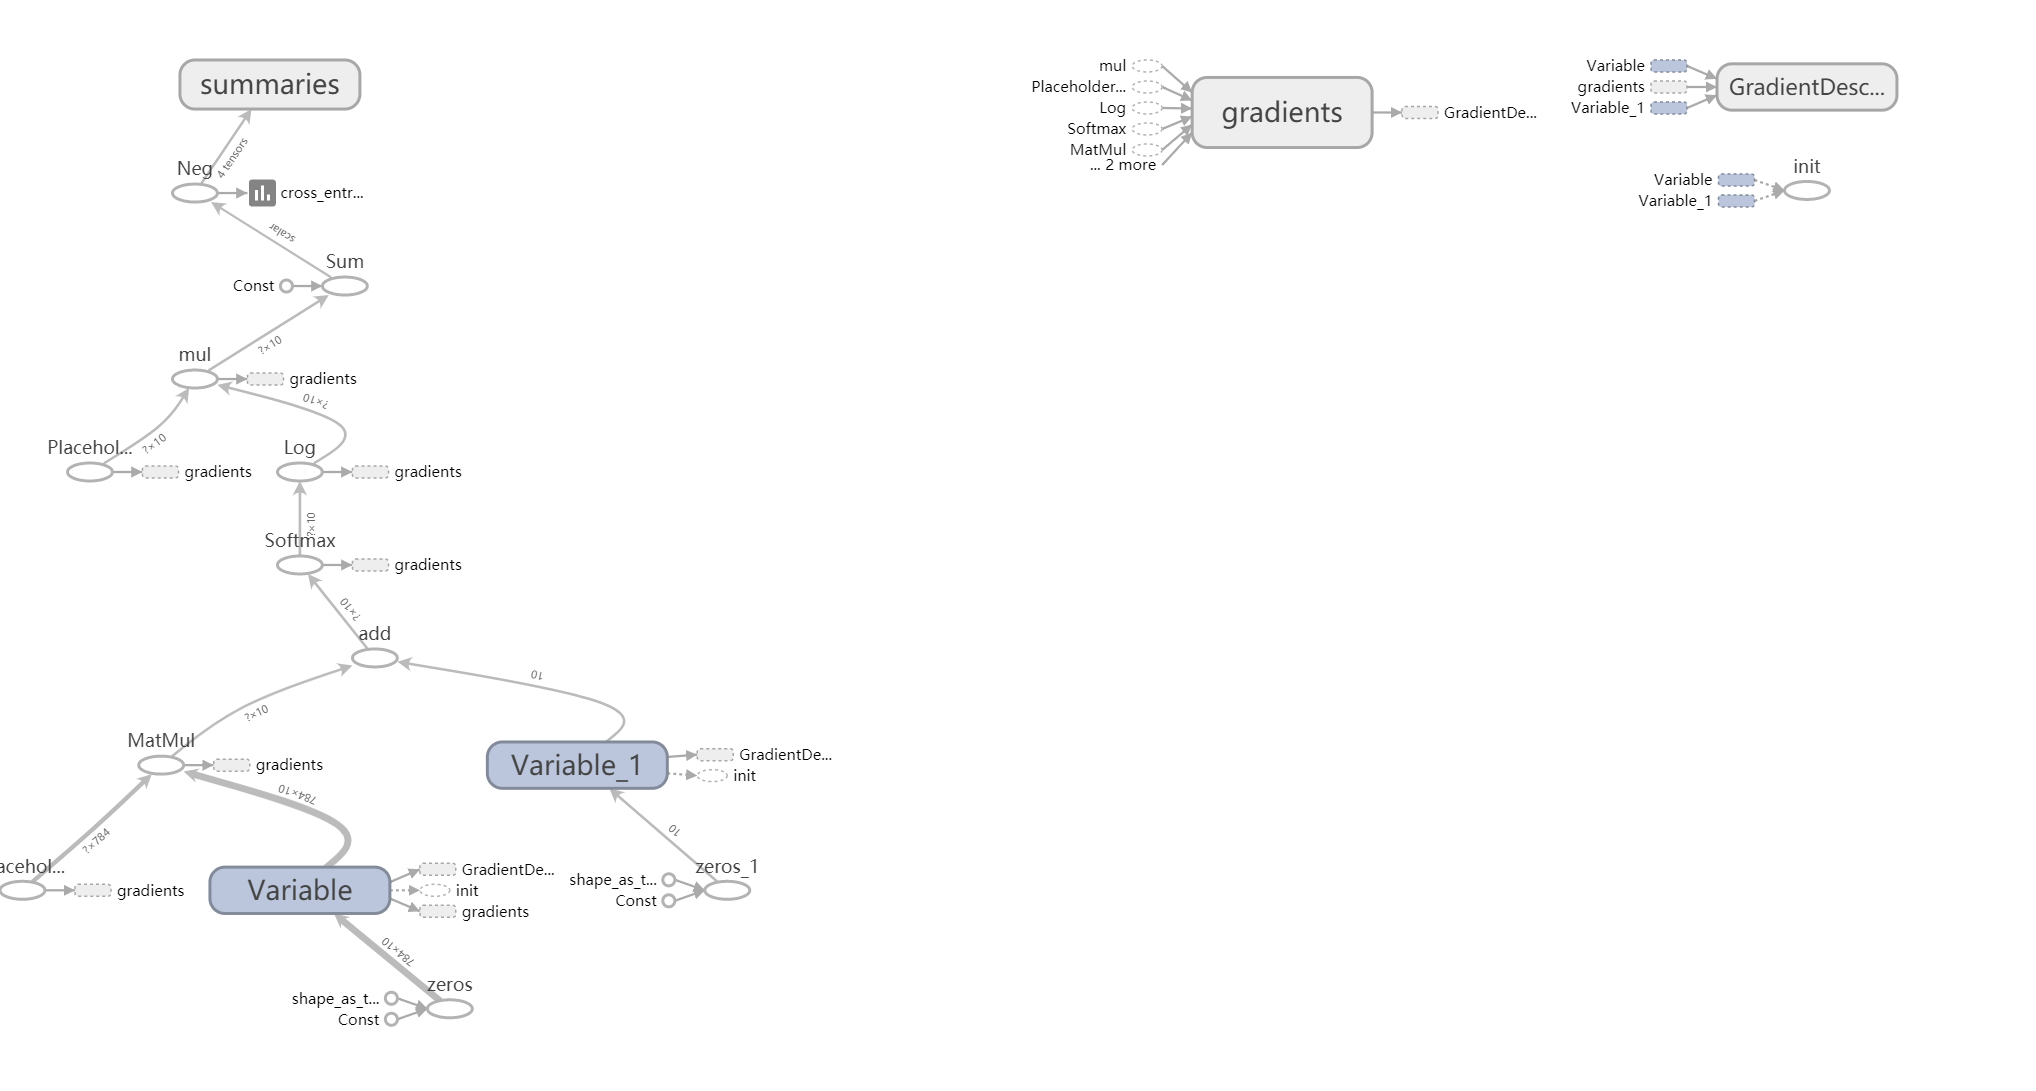 summaries
4 tensors
Neg
cross_entr...
scalar
Sum
Const
?×10
mul
gradients
?×10
Placehol...
?×10
gradients
Log
gradients
?×10
Softmax
gradients
?×10
add
10
?×10
MatMul
gradients
Variable_1
GradientDe...
init
784×10
?×784
10
acehol...
gradients
Variable
GradientDe...
init
gradients
zeros_1
shape_as_t...
Const
784×10
zeros
shape_as_t...
Const
mul
Placeholder...
Log
Softmax
MatMul
... 2 more
gradients
GradientDe...
Variable
gradients
Variable_1
GradientDesc...
init
Variable
Variable_1